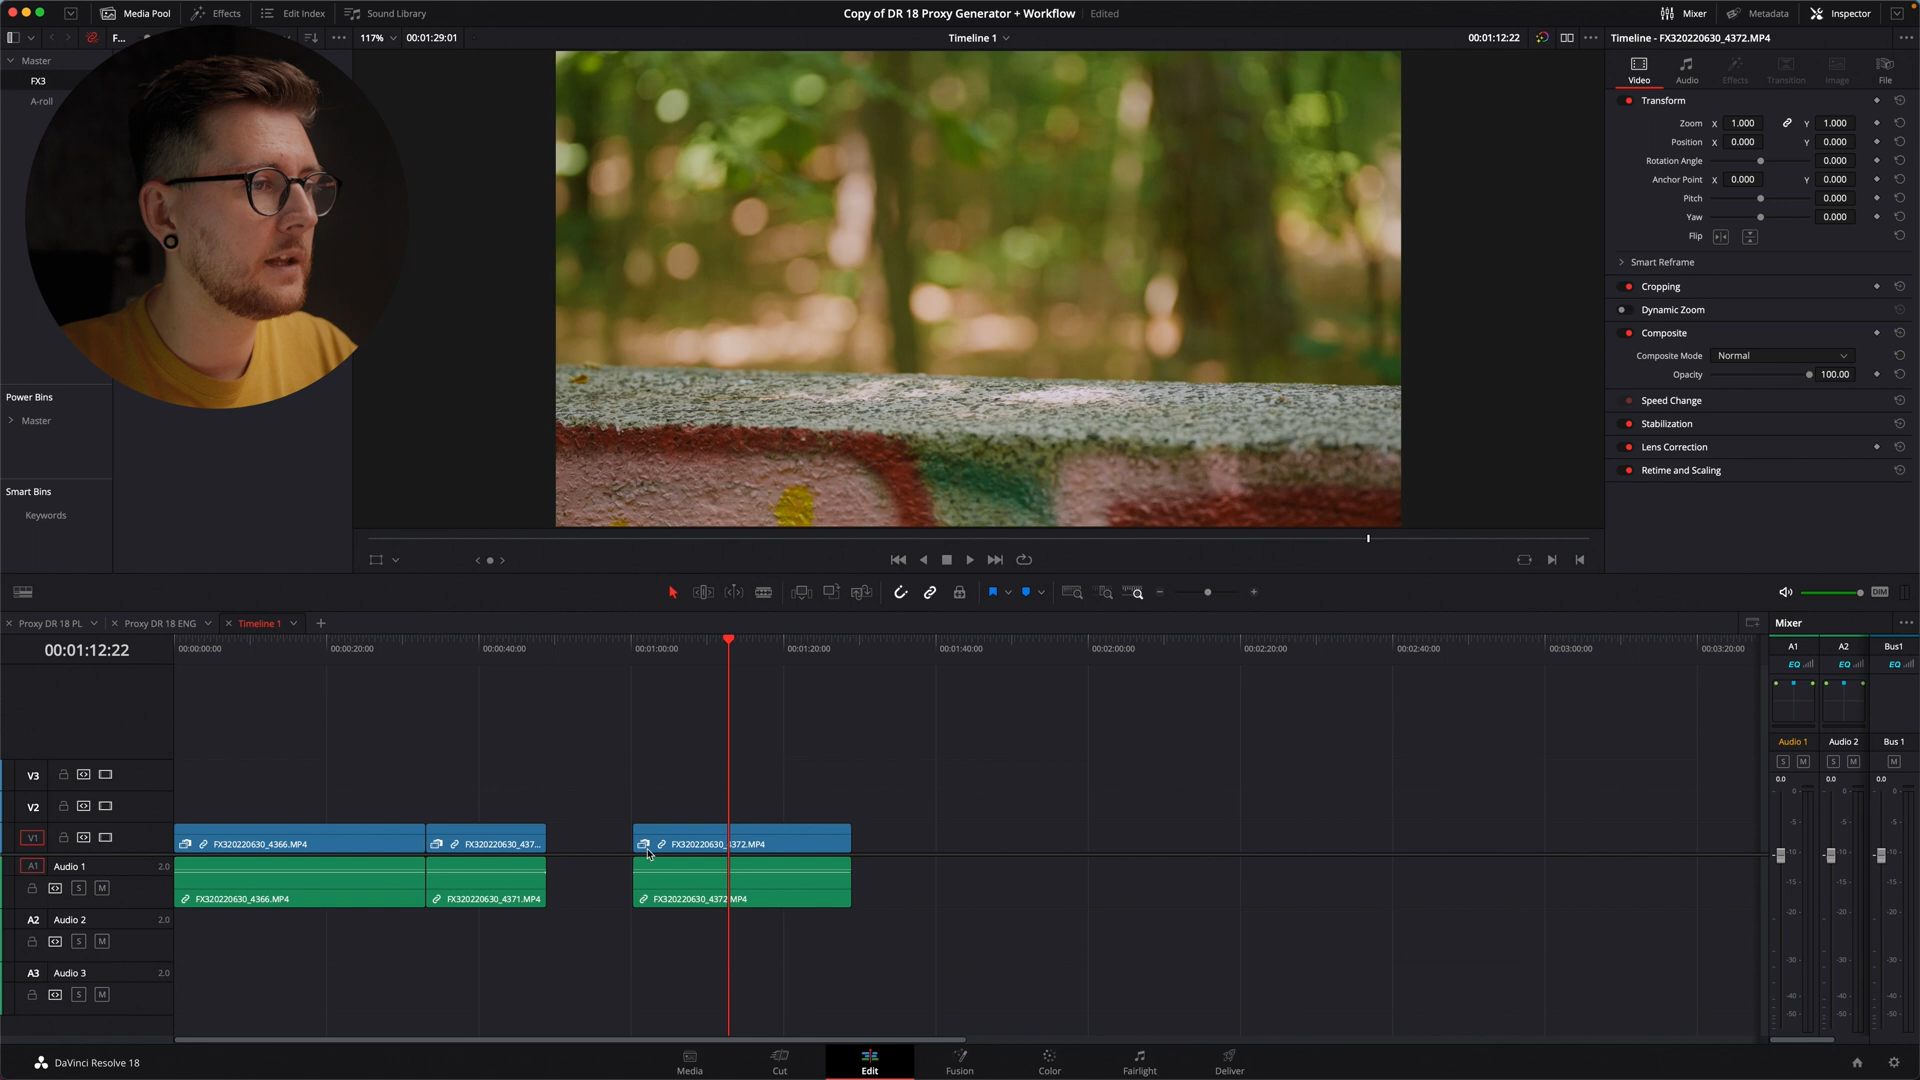 Media Pool
Effects
Edit Index
Sound Library
Copy of DR 18 Proxy Generator + Workflow
Edited
Mixer
Metadata
Inspector
F...
117%
00:01:29:01
Timeline 1
00:01:12:22
Timeline - FX320220630_4372.MP4
Master
FX3
A-roll
Power Bins
Master
Smart Bins
Keywords
Video
Audio
Effects
Transition
Image
File
Transform
Zoom X 1.000 Y 1.000
Position X 0.000 Y 0.000
Rotation Angle 0.000
Anchor Point X 0.000 Y 0.000
Pitch 0.000
Yaw 0.000
Flip
Smart Reframe
Cropping
Dynamic Zoom
Composite
Composite Mode Normal
Opacity 100.00
Speed Change
Stabilization
Lens Correction
Retime and Scaling
DIM
Proxy DR 18 PL
Proxy DR 18 ENG
Timeline 1
00:01:12:22
00:00:00:00
00:00:20:00
00:00:40:00
00:01:00:00
00:01:20:00
00:01:40:00
00:02:00:00
00:02:20:00
00:02:40:00
00:03:00:00
00:03:20:00
V3
V2
V1
FX320220630_4366.MP4
FX320220630_437...
FX320220630_4372.MP4
A1 Audio 1 2.0
S M
FX320220630_4366.MP4
FX320220630_4371.MP4
FX320220630_4372.MP4
A2 Audio 2 2.0
S M
A3 Audio 3 2.0
S M
Mixer
A1 A2 Bus1
EQ EQ EQ
Audio 1 Audio 2 Bus 1
S M S M M
0.0 0.0 0.0
0- 0- 0-
-5- -5- -5-
-10- -10- -10-
-15- -15- -15-
-20- -20- -20-
-30- -30- -30-
-40- -40- -40-
-50- -50- -50-
DaVinci Resolve 18
Media
Cut
Edit
Fusion
Color
Fairlight
Deliver